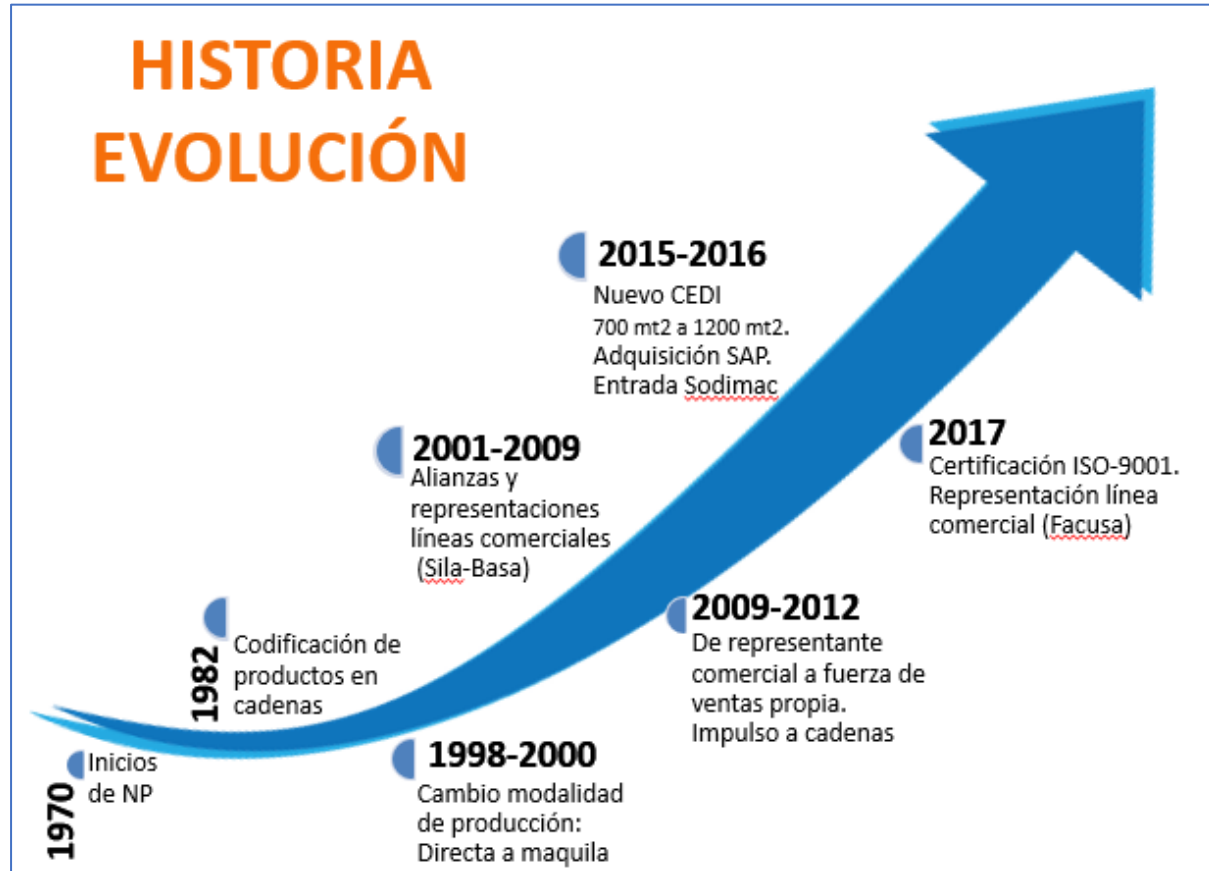 HISTORIA
EVOLUCIÓN
1970
Inicios
de NP
1982
Codificación de
productos en
cadenas
1998-2000
Cambio modalidad
de producción:
Directa a maquila
2001-2009
Alianzas y
representaciones
líneas comerciales
(Sila-Basa)
2009-2012
De representante
comercial a fuerza de
ventas propia.
Impulso a cadenas
2015-2016
Nuevo CEDI
700 mt2 a 1200 mt2.
Adquisición SAP.
Entrada Sodimac
2017
Certificación ISO-9001.
Representación línea
comercial (Facusa)